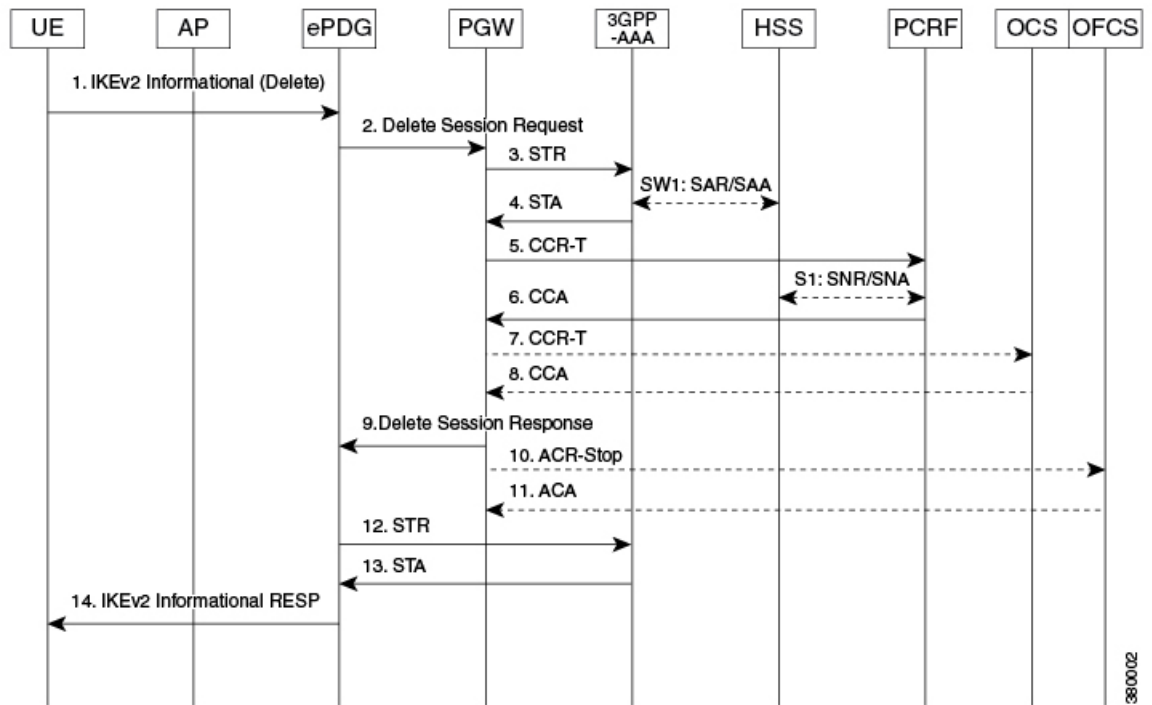 UE
AP
ePDG
PGW
3GPP
-AAA
HSS
PCRF
OCS
OFCS
1. IKEv2 Informational (Delete)
2. Delete Session Request
3. STR
SW1: SAR/SAA
4. STA
5. CCR-T
S1: SNR/SNA
6. CCA
7. CCR-T
8. CCA
9.Delete Session Response
10. ACR-Stop
11. ACA
12. STR
13. STA
14. IKEv2 Informational RESP
380002